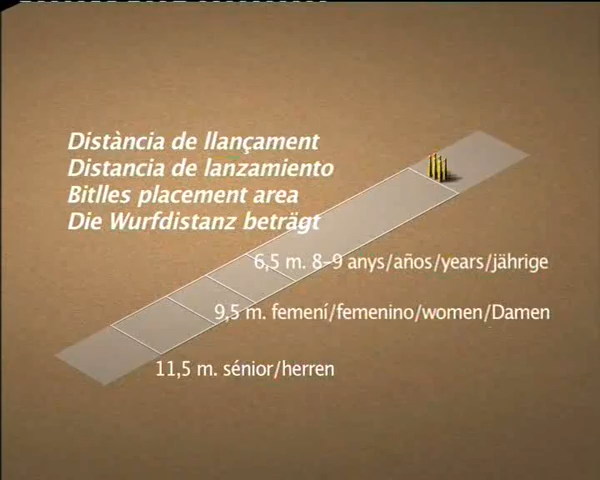 Distància de llançament
Distancia de lanzamiento
Bitlles placement area
Die Wurfdistanz beträgt
6,5 m. 8-9 anys/años/years/jährige
9,5 m. femení/femenino/women/Damen
11,5 m. sénior/herren